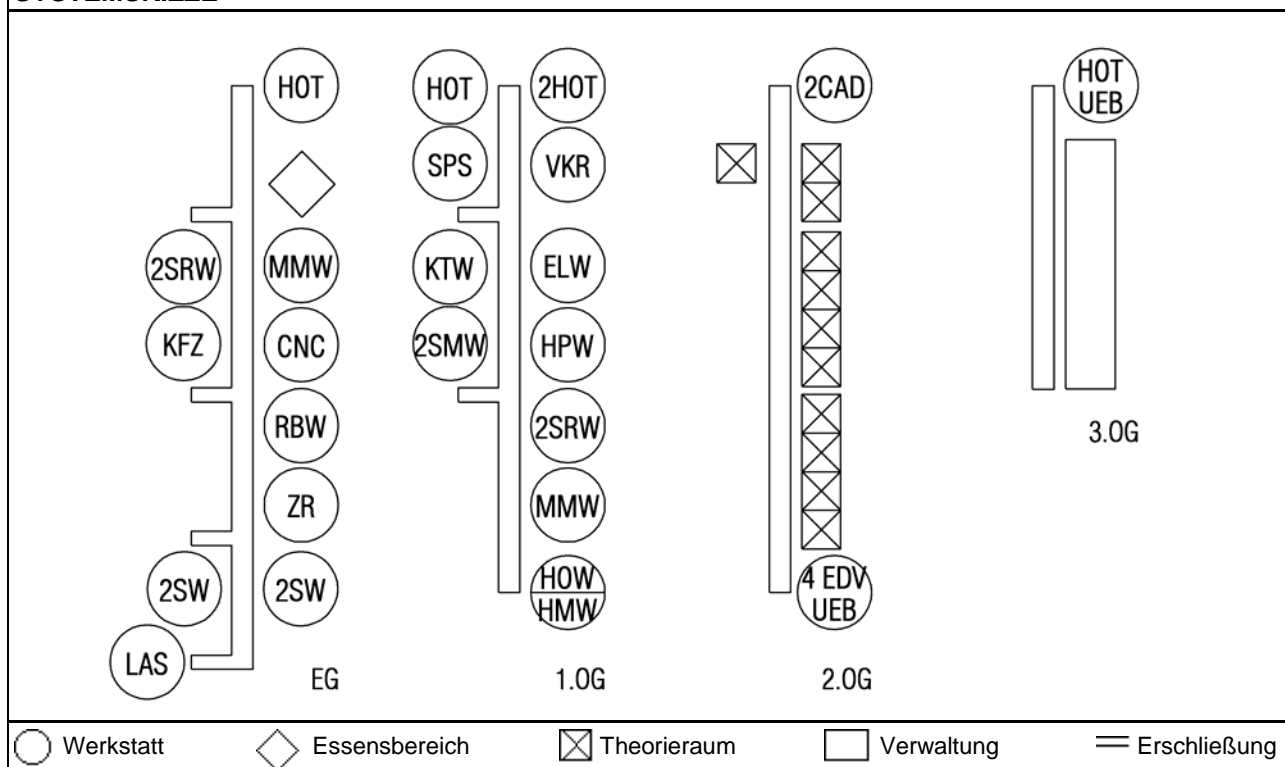 HOT HOT 2HOT 2CAD HOT UEB
SPS VKR
2SRW MMW KTW ELW
KFZ CNC 2SMW HPW
RBW 2SRW
3.OG
ZR MMW
2SW 2SW HOW HMW 4 EDV UEB
LAS
EG 1.OG 2.OG
Werkstatt Essensbereich Theorieraum Verwaltung Erschließung